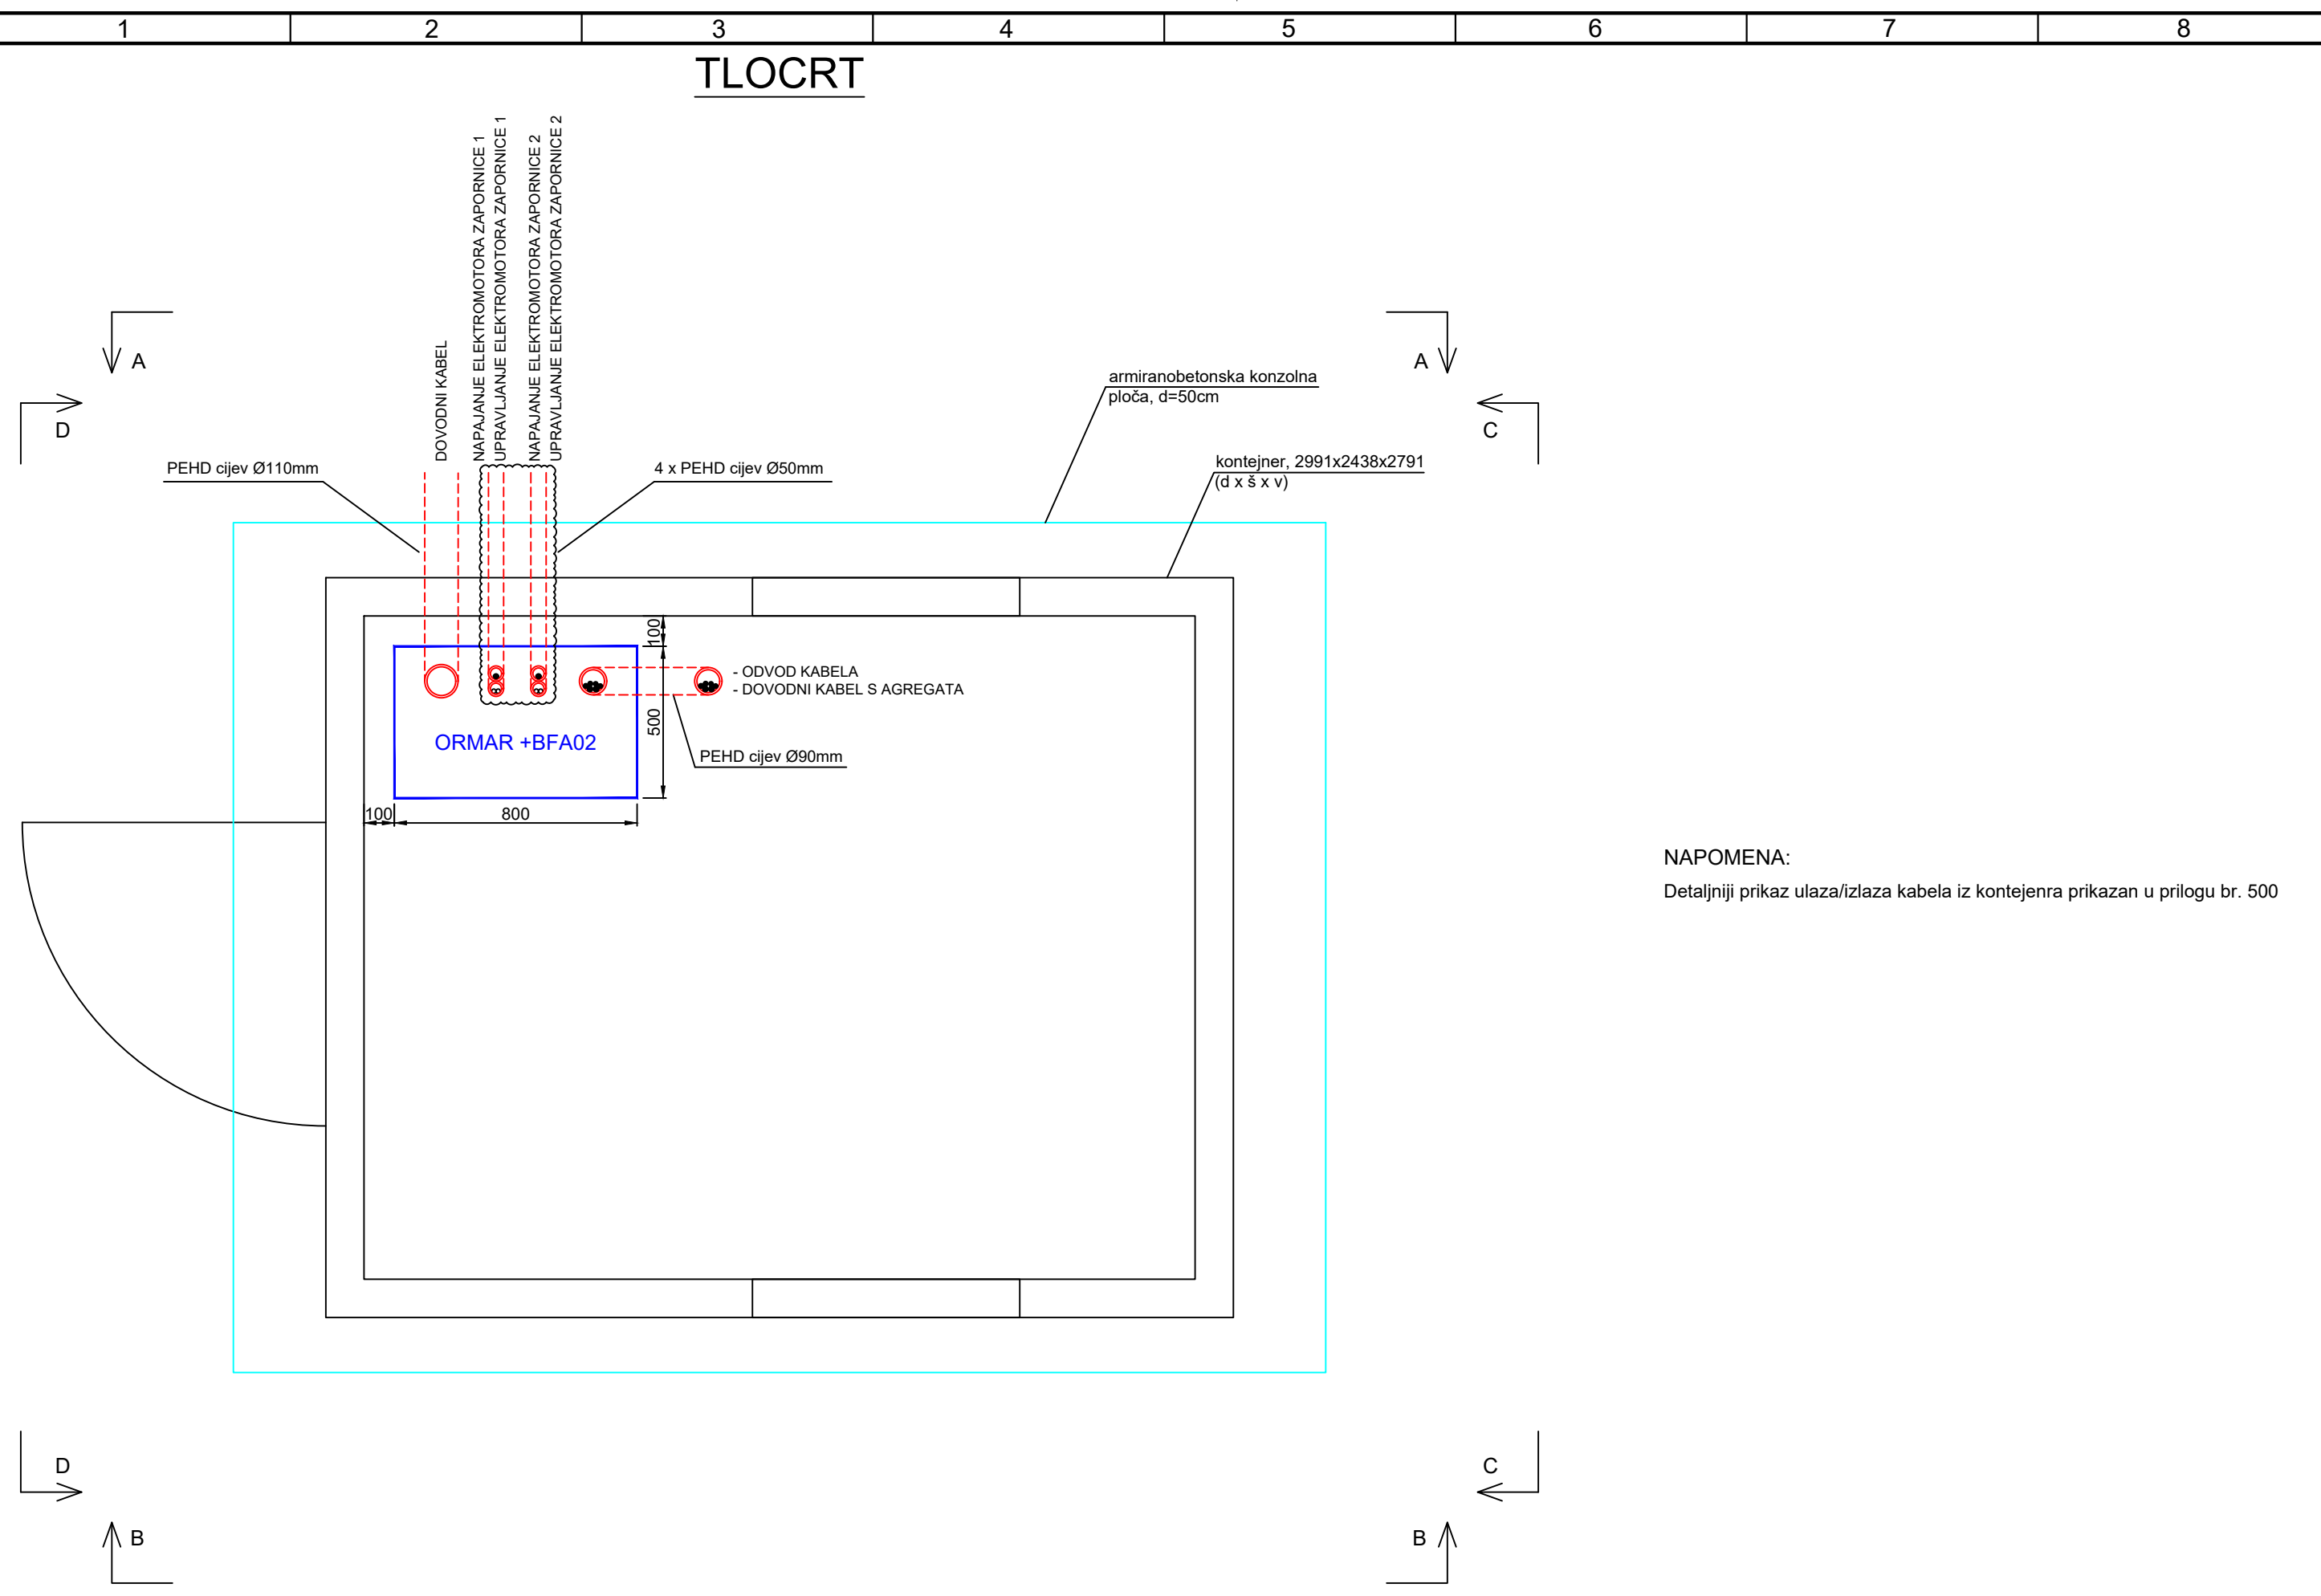 1 2 3 4 5 6 7 8
TLOCRT
DOVODNI KABEL
NAPAJANJE ELEKTROMOTORA ZAPORNICE 1
UPRAVLJANJE ELEKTROMOTORA ZAPORNICE 1
NAPAJANJE ELEKTROMOTORA ZAPORNICE 2
UPRAVLJANJE ELEKTROMOTORA ZAPORNICE 2
A
A
D
C
armiranobetonska konzolna
ploča, d=50cm
PEHD cijev Ø110mm
4 x PEHD cijev Ø50mm
kontejner, 2991x2438x2791
(d x š x v)
100
- ODVOD KABELA
- DOVODNI KABEL S AGREGATA
500
ORMAR +BFA02
PEHD cijev Ø90mm
100
800
NAPOMENA:
Detaljniji prikaz ulaza/izlaza kabela iz kontejenra prikazan u prilogu br. 500
D
C
B
B